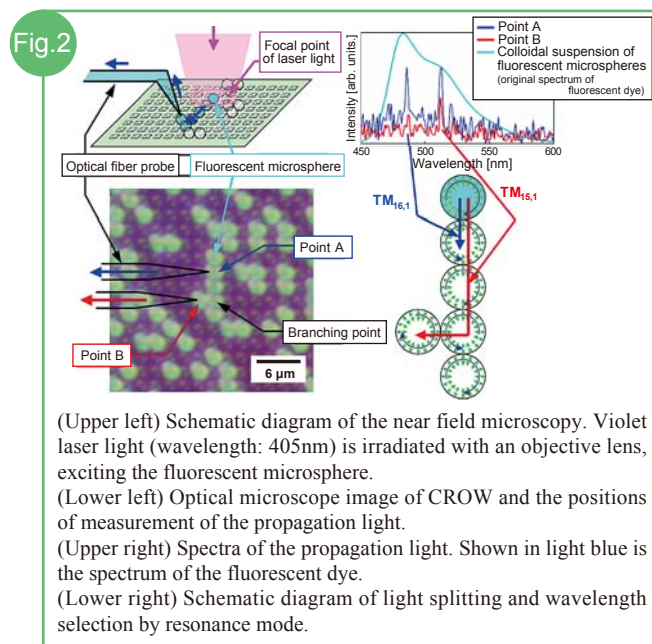 Fig.2
Focal point
of laser light
Optical fiber probe
Fluorescent microsphere
Point A
Point B
Branching point
6 μm
Point A
Point B
Colloidal suspension of
fluorescent microspheres
(original spectrum of
fluorescent dye)
Intensity [arb. units.]
450
500
550
600
Wavelength [nm]
TM16,1
TM15,1
(Upper left) Schematic diagram of the near field microscopy. Violet
laser light (wavelength: 405nm) is irradiated with an objective lens,
exciting the fluorescent microsphere.
(Lower left) Optical microscope image of CROW and the positions
of measurement of the propagation light.
(Upper right) Spectra of the propagation light. Shown in light blue is
the spectrum of the fluorescent dye.
(Lower right) Schematic diagram of light splitting and wavelength
selection by resonance mode.